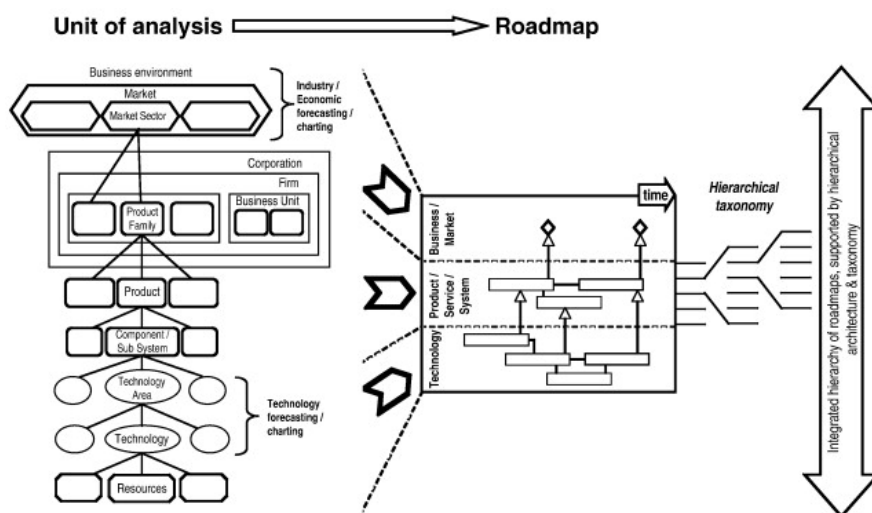 Unit of analysis
Roadmap
Business environment
Market
Market Sector
Industry /
Economic
forecasting /
charting
Corporation
Firm
Business Unit
Product
Family
Product
Component /
Sub System
Technology
Area
Technology
Resources
Technology
forecasting /
charting
time
Business /
Market
Product /
Service /
System
Technology
Hierarchical
taxonomy
Integrated hierarchy of roadmaps, supported by hierarchical
architecture & taxonomy